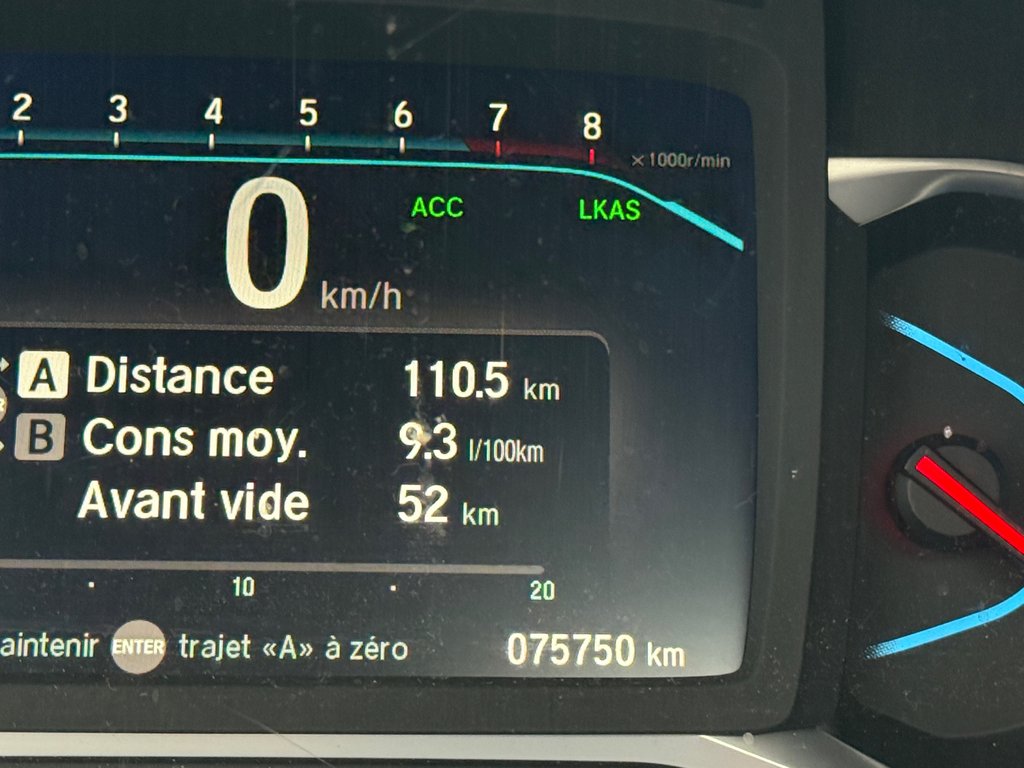 2 3 4 5 6 7 8
x1000r/min
ACC LKAS
0 km/h
A Distance 110.5 km
B Cons moy. 9.3 l/100km
Avant vide 52 km
10 20
aintenir ENTER trajet «A» à zéro 075750 km